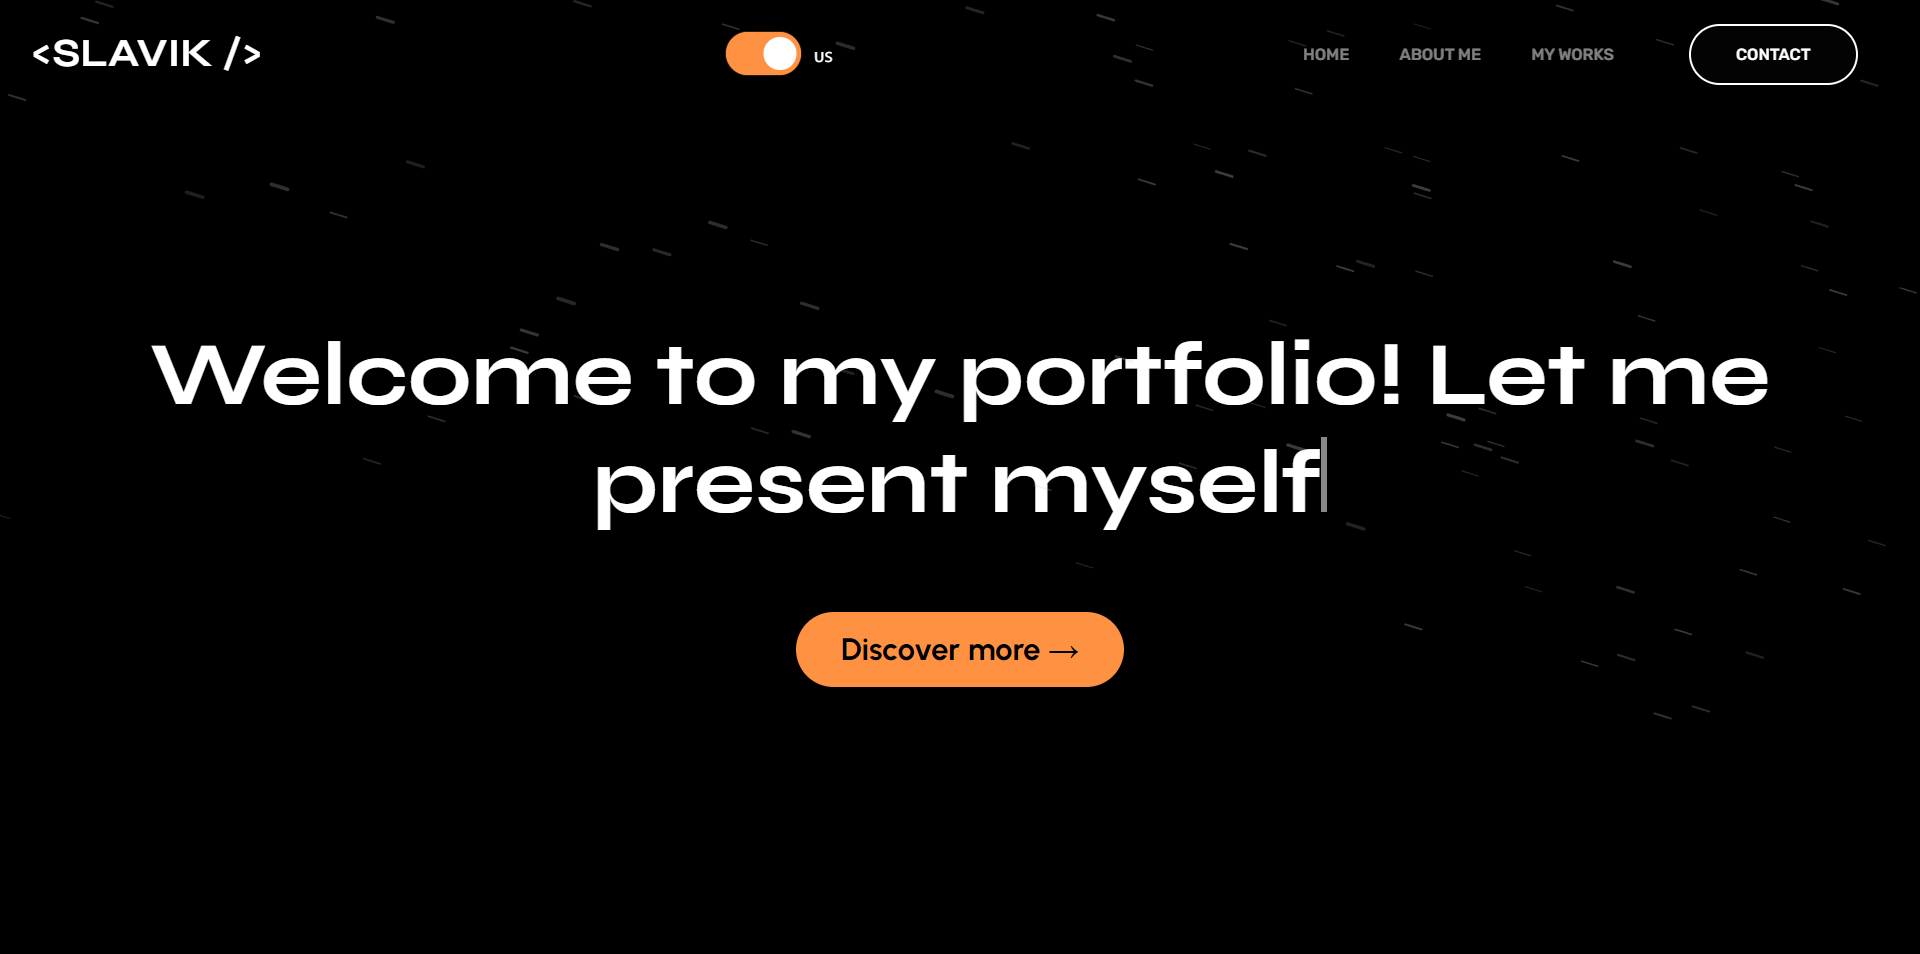 <SLAVIK />
US
HOME
ABOUT ME
MY WORKS
CONTACT
Welcome to my portfolio! Let me
present myself
Discover more →